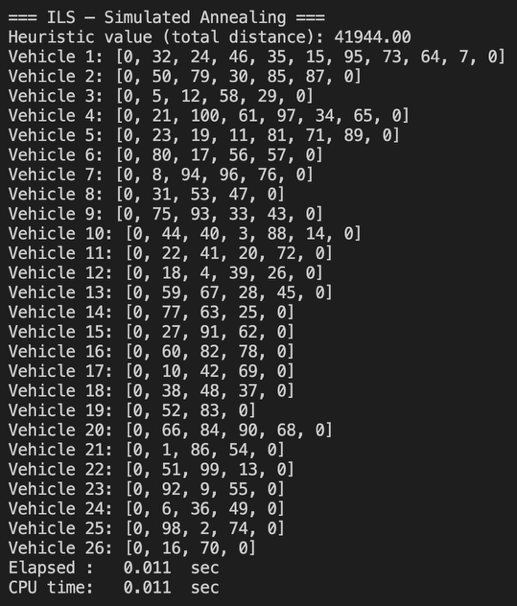 === ILS – Simulated Annealing ===
Heuristic value (total distance): 41944.00
Vehicle 1: [0, 32, 24, 46, 35, 15, 95, 73, 64, 7, 0]
Vehicle 2: [0, 50, 79, 30, 85, 87, 0]
Vehicle 3: [0, 5, 12, 58, 29, 0]
Vehicle 4: [0, 21, 100, 61, 97, 34, 65, 0]
Vehicle 5: [0, 23, 19, 11, 81, 71, 89, 0]
Vehicle 6: [0, 80, 17, 56, 57, 0]
Vehicle 7: [0, 8, 94, 96, 76, 0]
Vehicle 8: [0, 31, 53, 47, 0]
Vehicle 9: [0, 75, 93, 33, 43, 0]
Vehicle 10: [0, 44, 40, 3, 88, 14, 0]
Vehicle 11: [0, 22, 41, 20, 72, 0]
Vehicle 12: [0, 18, 4, 39, 26, 0]
Vehicle 13: [0, 59, 67, 28, 45, 0]
Vehicle 14: [0, 77, 63, 25, 0]
Vehicle 15: [0, 27, 91, 62, 0]
Vehicle 16: [0, 60, 82, 78, 0]
Vehicle 17: [0, 10, 42, 69, 0]
Vehicle 18: [0, 38, 48, 37, 0]
Vehicle 19: [0, 52, 83, 0]
Vehicle 20: [0, 66, 84, 90, 68, 0]
Vehicle 21: [0, 1, 86, 54, 0]
Vehicle 22: [0, 51, 99, 13, 0]
Vehicle 23: [0, 92, 9, 55, 0]
Vehicle 24: [0, 6, 36, 49, 0]
Vehicle 25: [0, 98, 2, 74, 0]
Vehicle 26: [0, 16, 70, 0]
Elapsed :   0.011  sec
CPU time:   0.011  sec